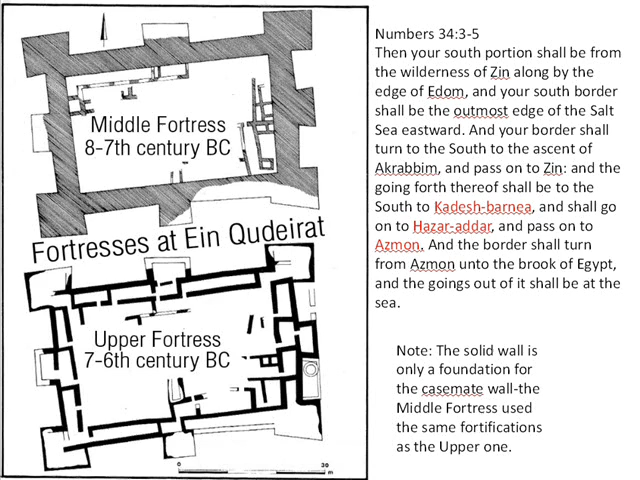 Middle Fortress
8-7th century BC
Fortresses at Ein Qudeirat
Upper Fortress
7-6th century BC
0 30
m
Numbers 34:3-5
Then your south portion shall be from
the wilderness of Zin along by the
edge of Edom, and your south border
shall be the outmost edge of the Salt
Sea eastward. And your border shall
turn to the South to the ascent of
Akrabbim, and pass on to Zin: and the
going forth thereof shall be to the
South to Kadesh-barnea, and shall go
on to Hazar-addar, and pass on to
Azmon. And the border shall turn
from Azmon unto the brook of Egypt,
and the goings out of it shall be at the
sea.
Note: The solid wall is
only a foundation for
the casemate wall-the
Middle Fortress used
the same fortifications
as the Upper one.